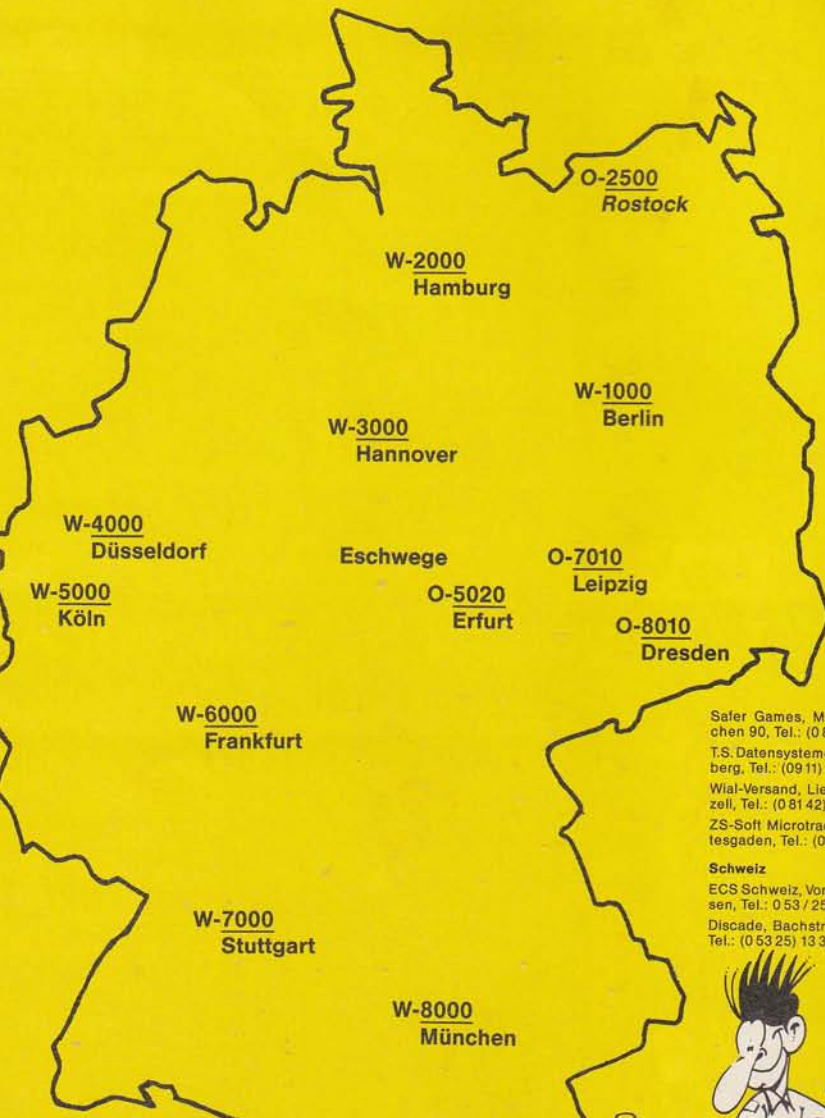 O-2500
Rostock
W-2000
Hamburg
W-1000
Berlin
W-3000
Hannover
W-4000
Düsseldorf
Eschwege
O-7010
Leipzig
W-5000
Köln
O-5020
Erfurt
O-8010
Dresden
W-6000
Frankfurt
Safer Games, M
chen 90, Tel.: (0
T.S. Datensystem
berg, Tel.: (09 11)
Wial-Versand, Lie
zell, Tel.: (0 81 42)
ZS-Soft Microtra
tesgaden, Tel.: (0
Schweiz
ECS Schweiz, Vor
sen, Tel.: 0 53 / 25
Discade, Bachstr
Tel.: (0 53 25) 13 3
W-7000
Stuttgart
W-8000
München